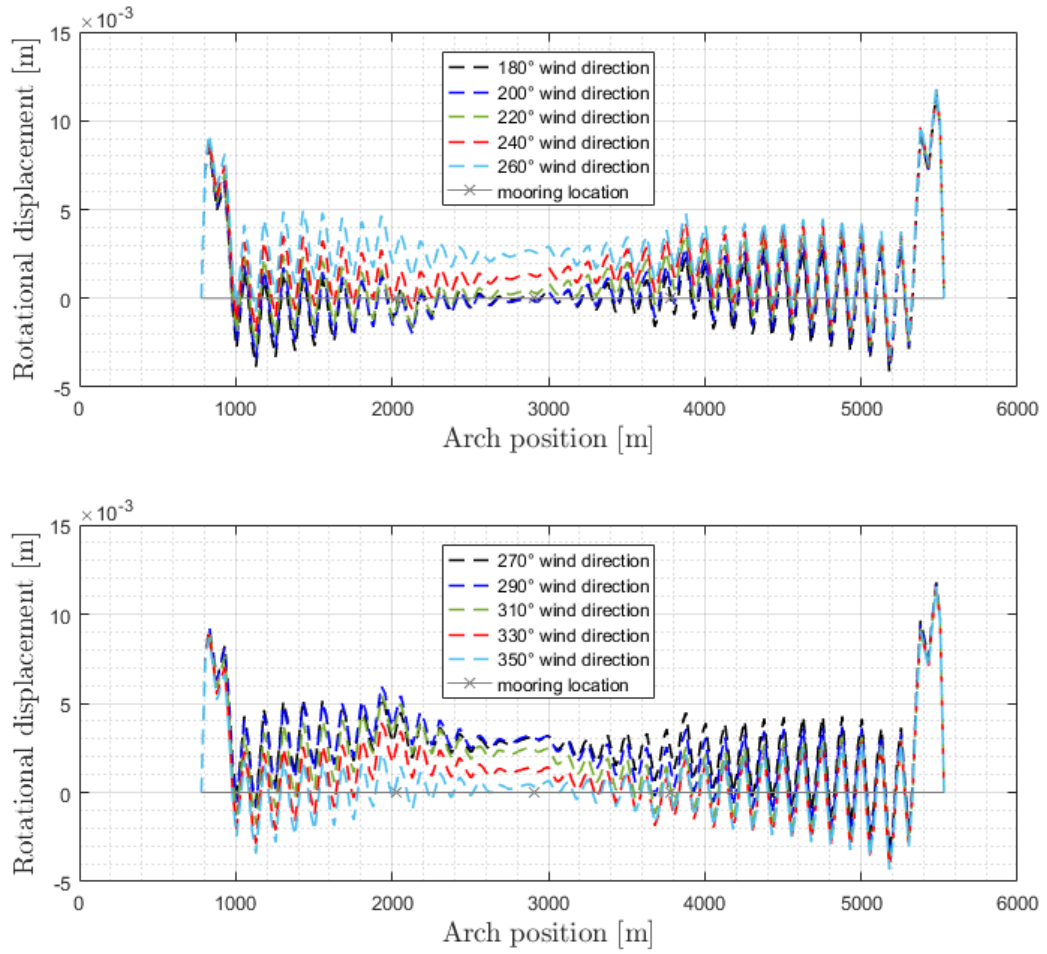 ×10-3
15
10
5
0
-5
Rotational displacement [m]
180° wind direction
200° wind direction
220° wind direction
240° wind direction
260° wind direction
mooring location
0 1000 2000 3000 4000 5000 6000
Arch position [m]
×10-3
15
10
5
0
-5
Rotational displacement [m]
270° wind direction
290° wind direction
310° wind direction
330° wind direction
350° wind direction
mooring location
0 1000 2000 3000 4000 5000 6000
Arch position [m]